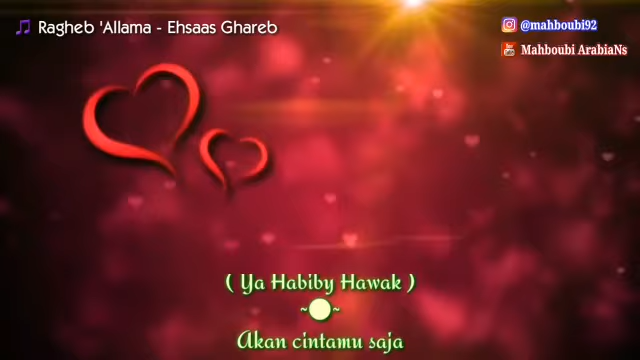 Ragheb 'Allama - Ehsaas Ghareb
@mahboubi92
Mahboubi ArabiaNs
( Ya Habiby Hawak )
~ ~
Akan cintamu saja